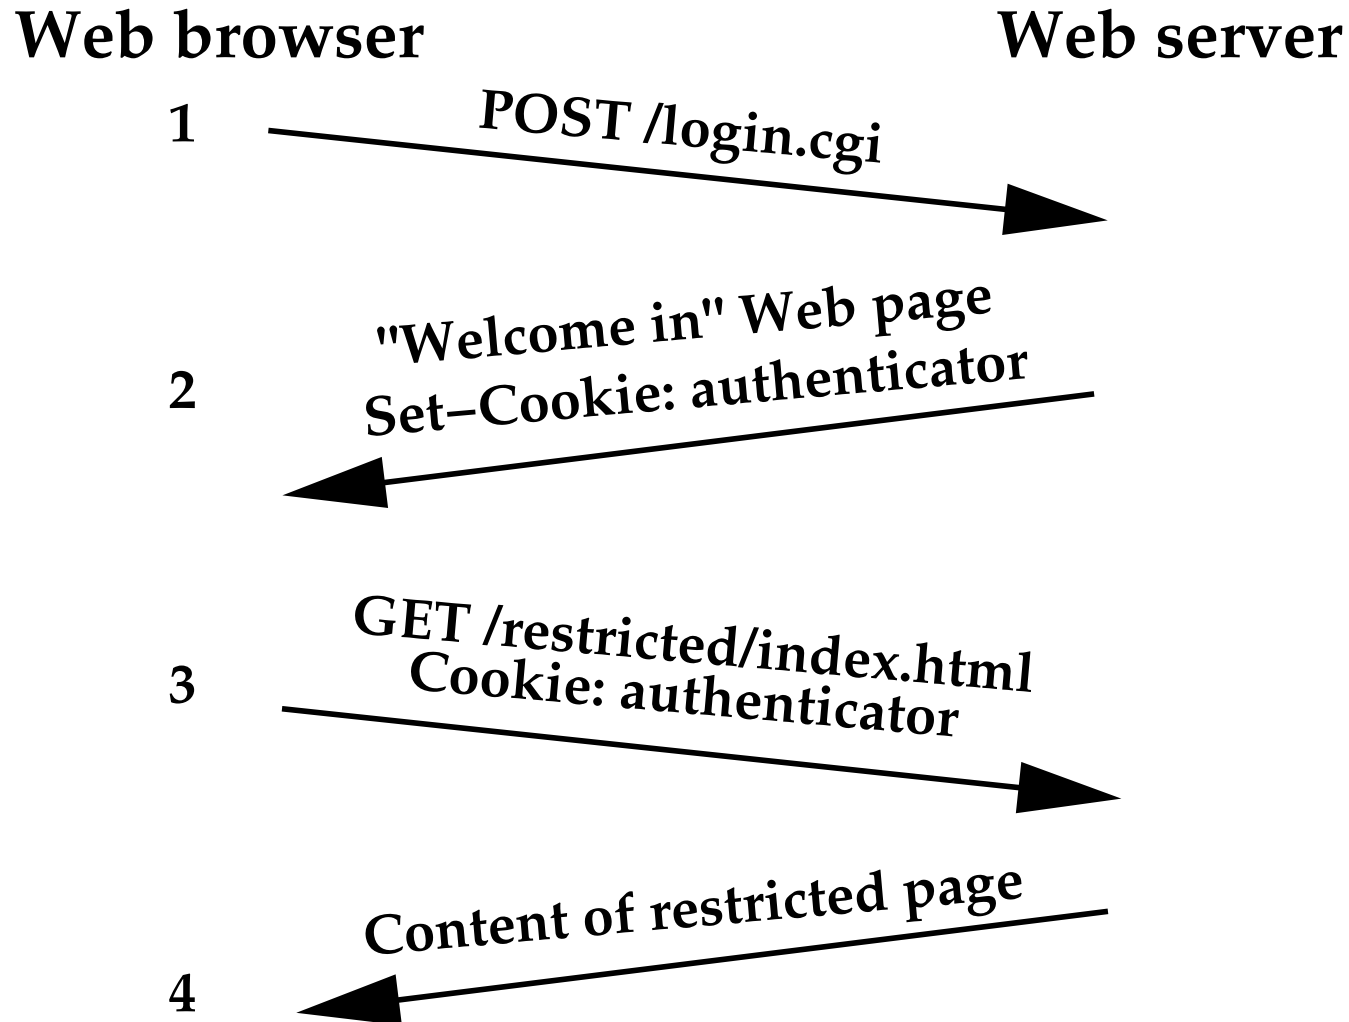 Web browser
Web server
1
POST /login.cgi
"Welcome in" Web page
2
Set–Cookie: authenticator
GET /restricted/index.html
3
Cookie: authenticator
Content of restricted page
4